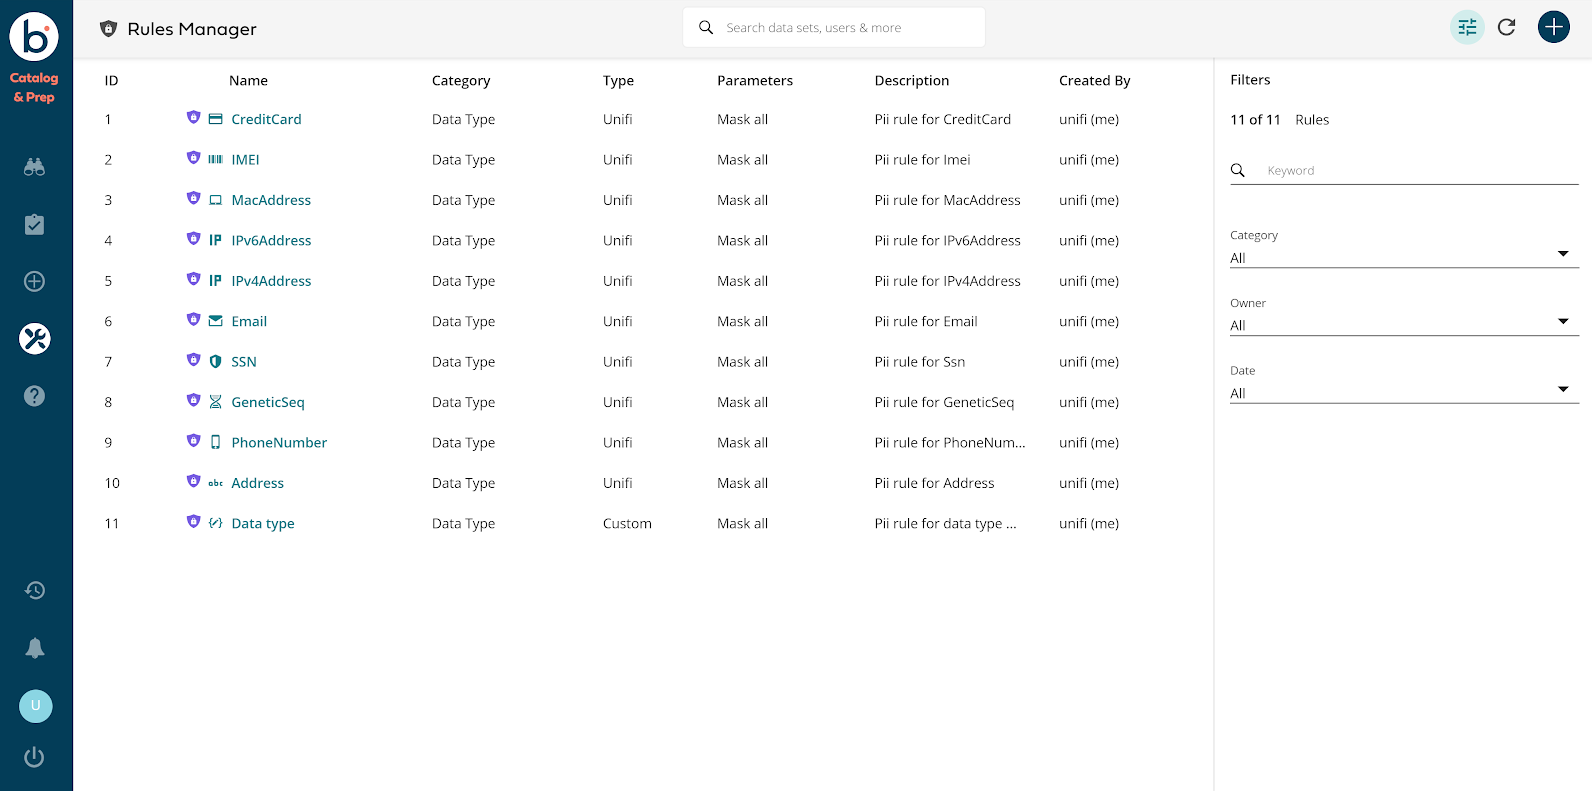 b
Catalog
& Prep
Rules Manager
Search data sets, users & more
ID Name Category Type Parameters Description Created By
1 CreditCard Data Type Unifi Mask all Pii rule for CreditCard unifi (me)
2 IMEI Data Type Unifi Mask all Pii rule for Imei unifi (me)
3 MacAddress Data Type Unifi Mask all Pii rule for MacAddress unifi (me)
4 IP IPv6Address Data Type Unifi Mask all Pii rule for IPv6Address unifi (me)
5 IP IPv4Address Data Type Unifi Mask all Pii rule for IPv4Address unifi (me)
6 Email Data Type Unifi Mask all Pii rule for Email unifi (me)
7 SSN Data Type Unifi Mask all Pii rule for Ssn unifi (me)
8 GeneticSeq Data Type Unifi Mask all Pii rule for GeneticSeq unifi (me)
9 PhoneNumber Data Type Unifi Mask all Pii rule for PhoneNum... unifi (me)
10 abc Address Data Type Unifi Mask all Pii rule for Address unifi (me)
11 Data type Data Type Custom Mask all Pii rule for data type ... unifi (me)
Filters
11 of 11 Rules
Keyword
Category
All
Owner
All
Date
All
U